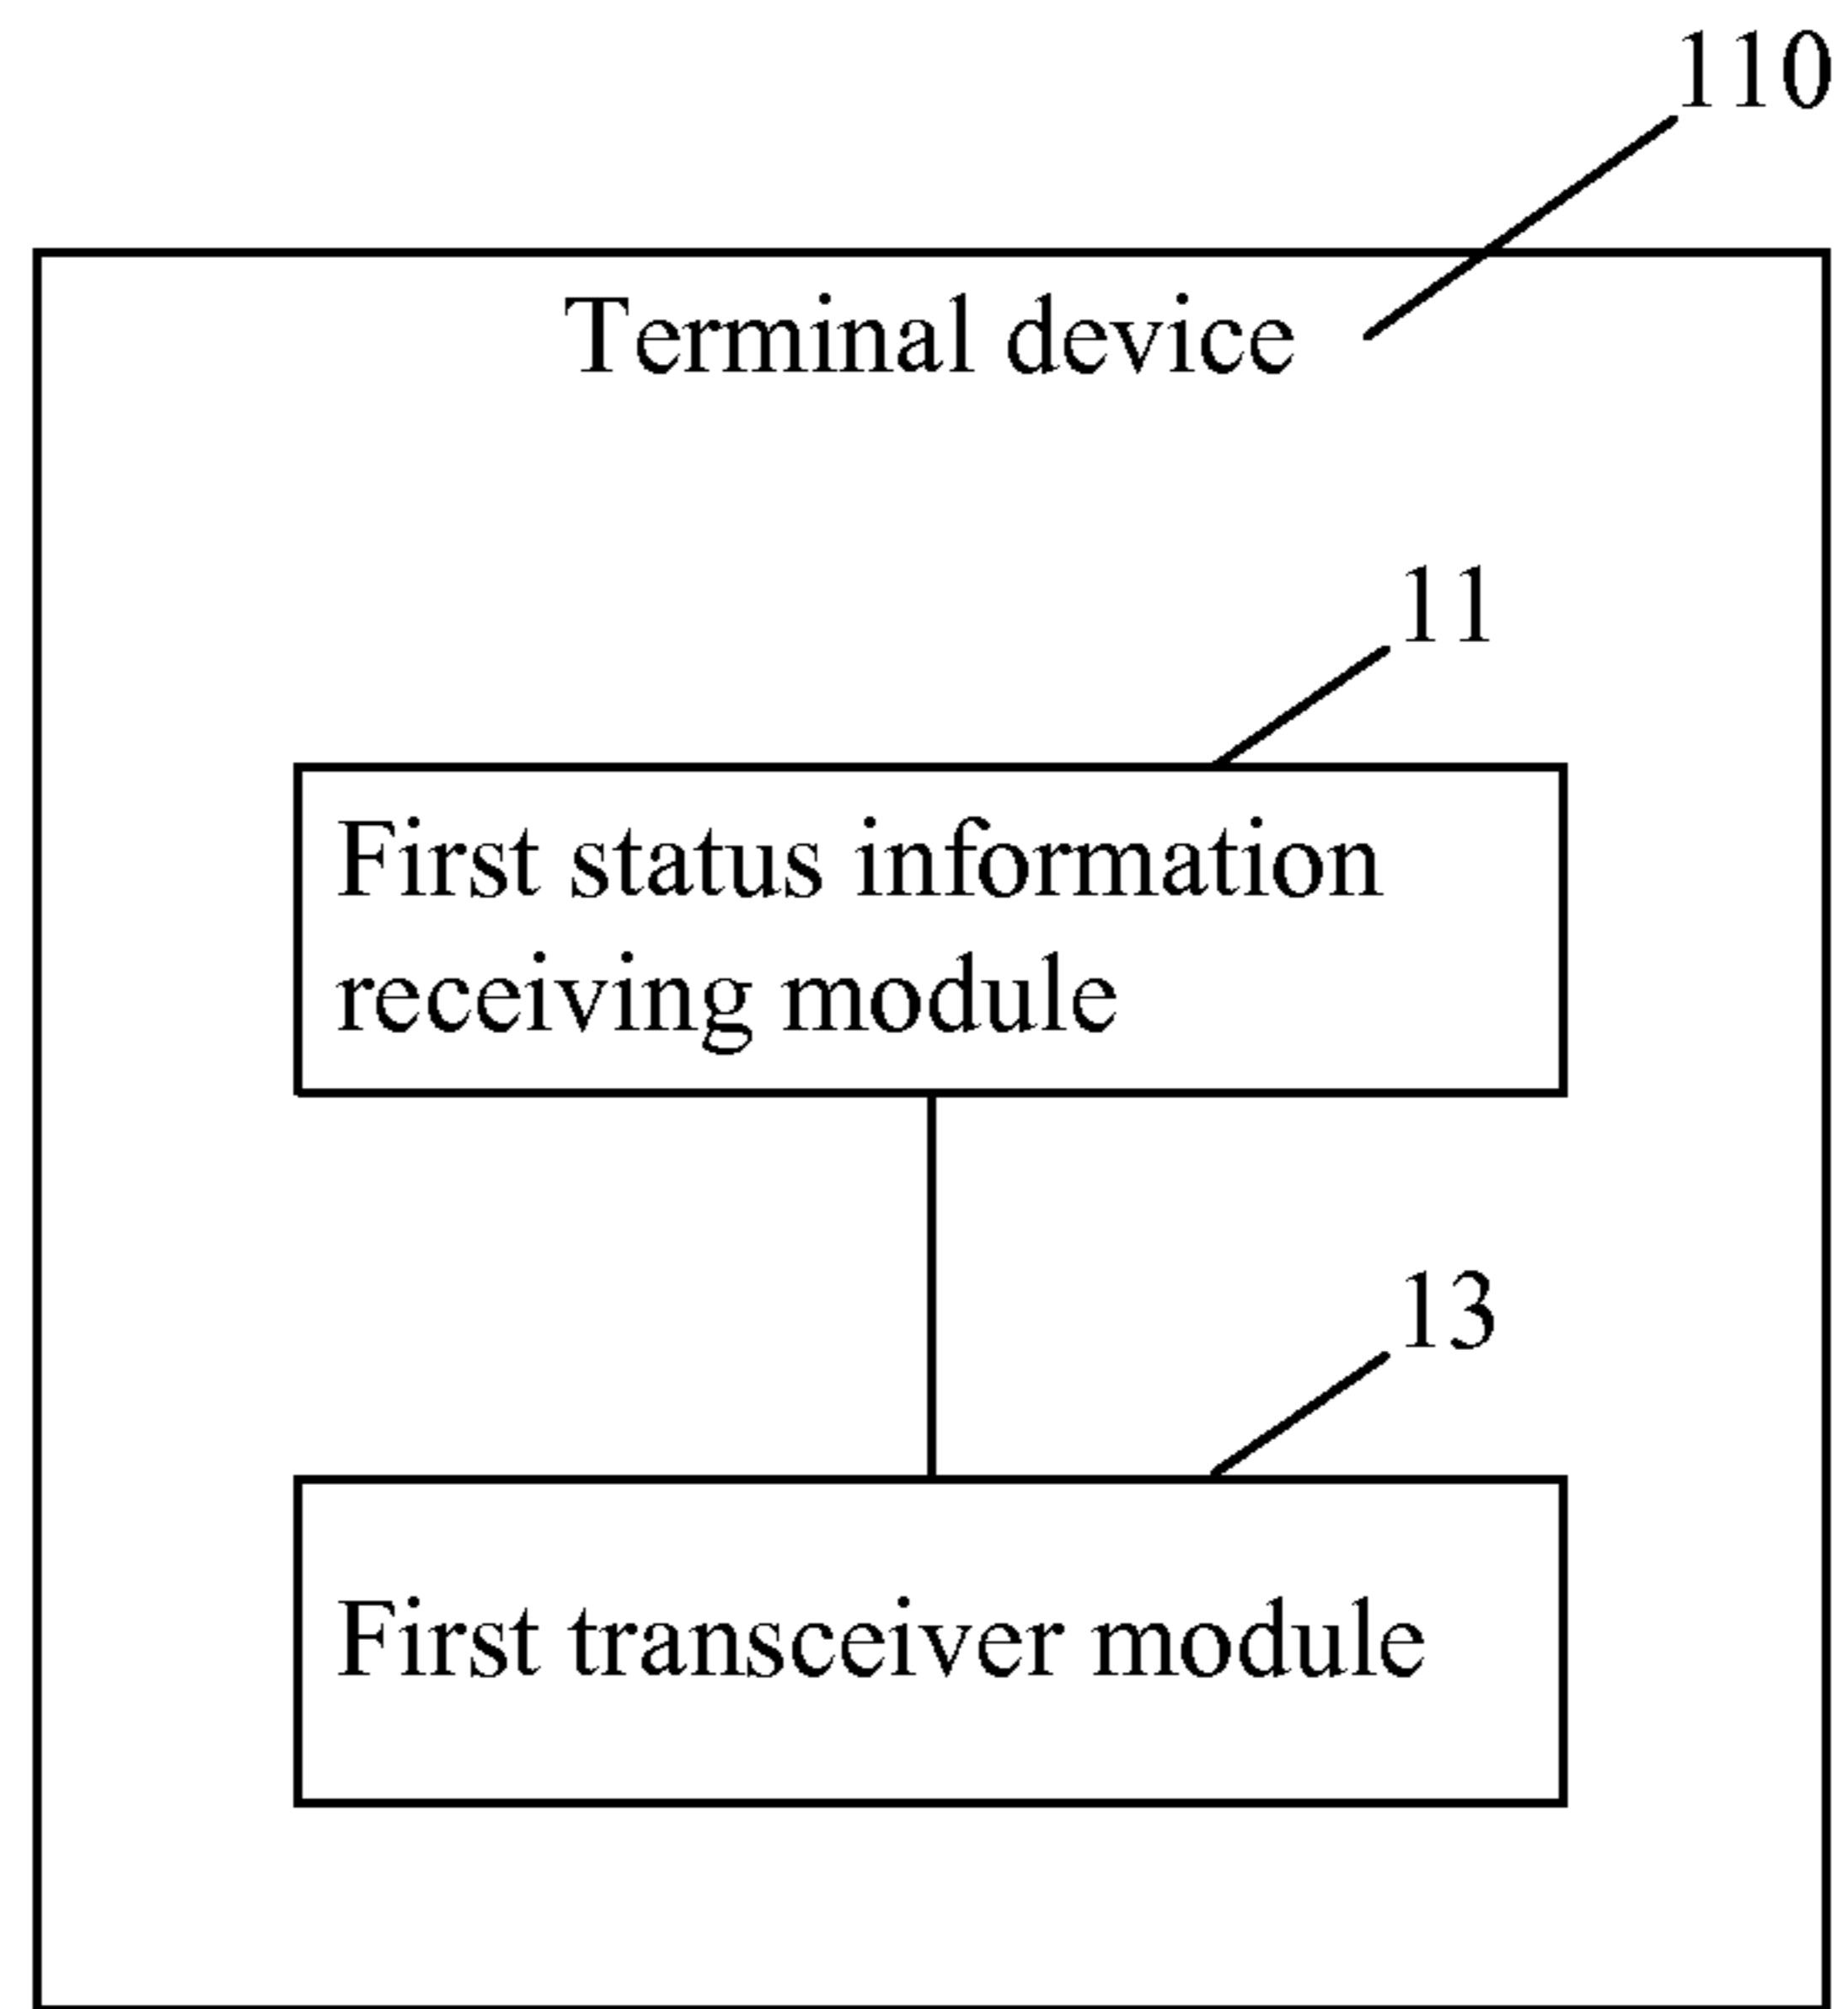 110
Terminal device
11
First status information
receiving module
13
First transceiver module